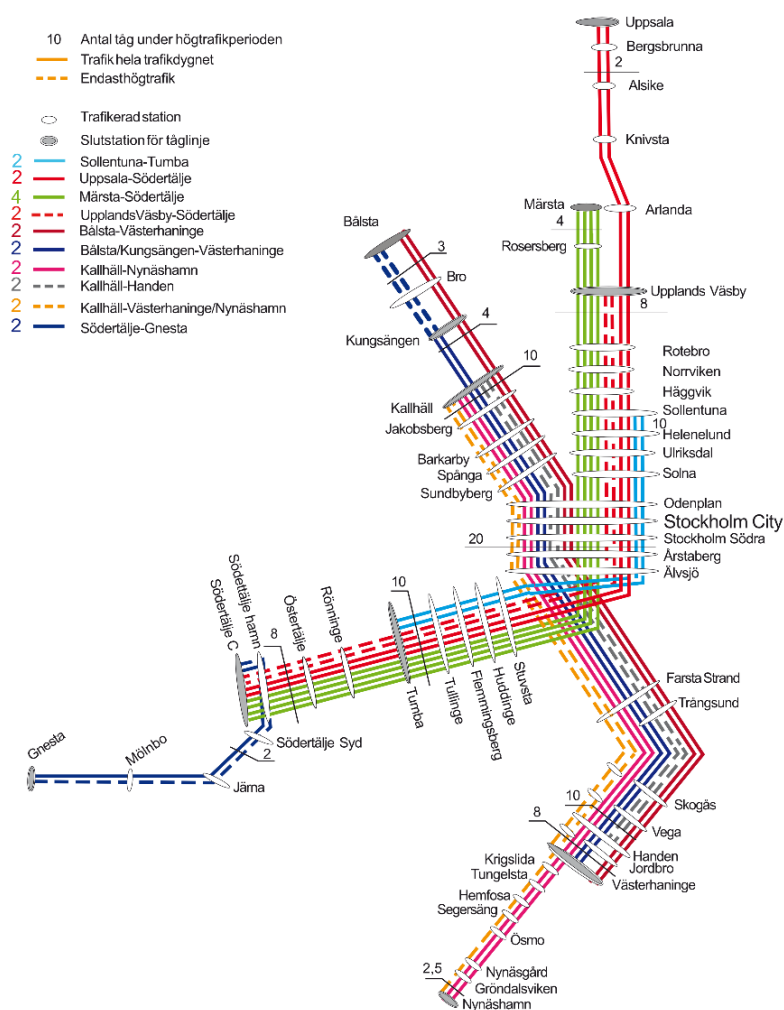 10 Antal tåg under högtrafikperioden
Trafik hela trafikdygnet
Endasthögtrafik
Trafikerad station
Slutstation för tåglinje
2 Sollentuna-Tumba
2 Uppsala-Södertälje
4 Märsta-Södertälje
2 UpplandsVäsby-Södertälje
2 Bålsta-Västerhaninge
2 Bålsta/Kungsängen-Västerhaninge
2 Kallhäll-Nynäshamn
2 Kallhäll-Handen
2 Kallhäll-Västerhaninge/Nynäshamn
2 Södertälje-Gnesta
Uppsala
Bergsbrunna
2
Alsike
Knivsta
Märsta
Arlanda
4
Rosersberg
Upplands Väsby
8
Rotebro
Norrviken
Häggvik
Sollentuna
10
Helenelund
Ulriksdal
Solna
Bålsta
3
Bro
4
Kungsängen
10
Kallhäll
Jakobsberg
Barkarby
Spånga
Sundbyberg
Odenplan
Stockholm City
Stockholm Södra
20
Årstaberg
Älvsjö
Södertälje C
Södettälje hamn
8
Östertälje
Rönninge
10
Tumba
Tullinge
Flemmingsberg
Huddinge
Stuvsta
Södertälje Syd
2
Gnesta
Mölnbo
Järna
Farsta Strand
Trångsund
Skogås
10
Vega
8
Handen
Jordbro
Västerhaninge
Krigslida
Tungelsta
Hemfosa
Segersäng
Ösmo
2,5
Nynäsgård
Gröndalsviken
Nynäshamn